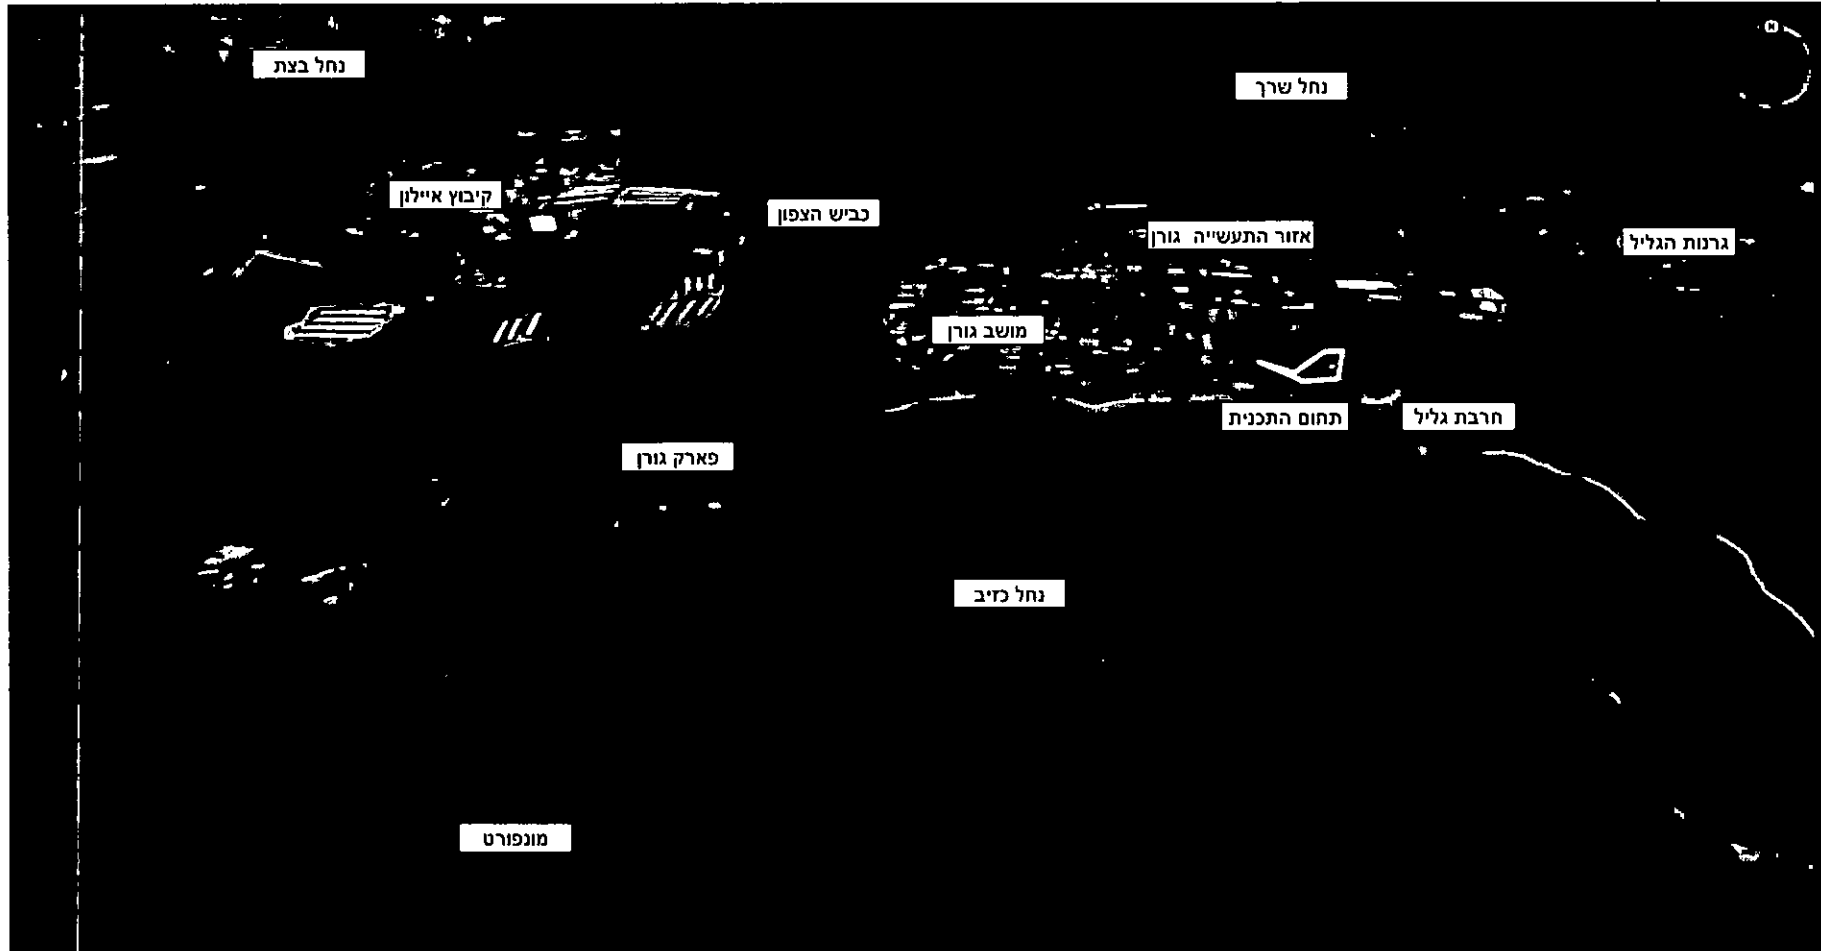 נחל בצת
נחל שרך
קיבוץ איילון
כביש הצפון
אזור התעשייה גורן
גרנות הגליל
מושב גורן
תחום התכנית
חרבת גליל
פארק גורן
נחל כזיב
מונפורט